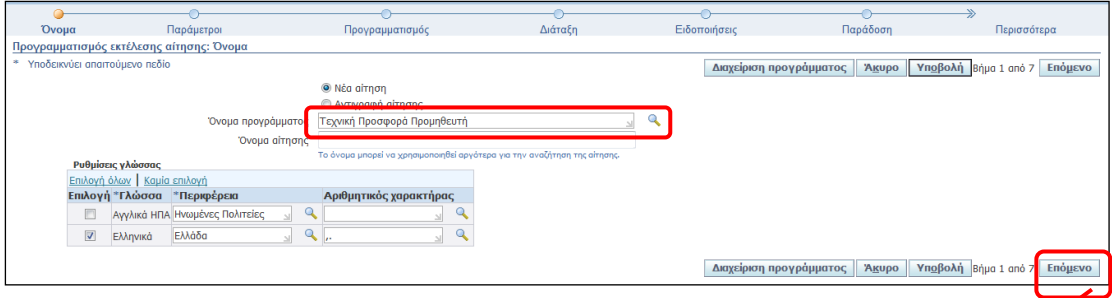 Όνομα Παράμετροι Προγραμματισμός Διάταξη Ειδοποιήσεις Παράδοση Περισσότερα
Προγραμματισμός εκτέλεσης αίτησης: Όνομα
* Υποδεικνύει απαιτούμενο πεδίο
Διαχείριση προγράμματος Άκυρο Υποβολή Βήμα 1 από 7 Επόμενο
Νέα αίτηση
Αντιγραφή αίτησης
Όνομα προγράμματος Τεχνική Προσφορά Προμηθευτή
Όνομα αίτησης
Το όνομα μπορεί να χρησιμοποιηθεί αργότερα για την αναζήτηση της αίτησης.
Ρυθμίσεις γλώσσας
Επιλογή όλων | Καμία επιλογή
Επιλογή *Γλώσσα *Περιφέρεια Αριθμητικός χαρακτήρας
Αγγλικά ΗΠΑ Ηνωμένες Πολιτείες
Ελληνικά Ελλάδα ,.
Διαχείριση προγράμματος Άκυρο Υποβολή Βήμα 1 από 7 Επόμενο